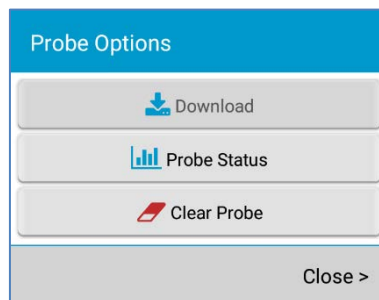 Probe Options
Download
Probe Status
Clear Probe
Close >